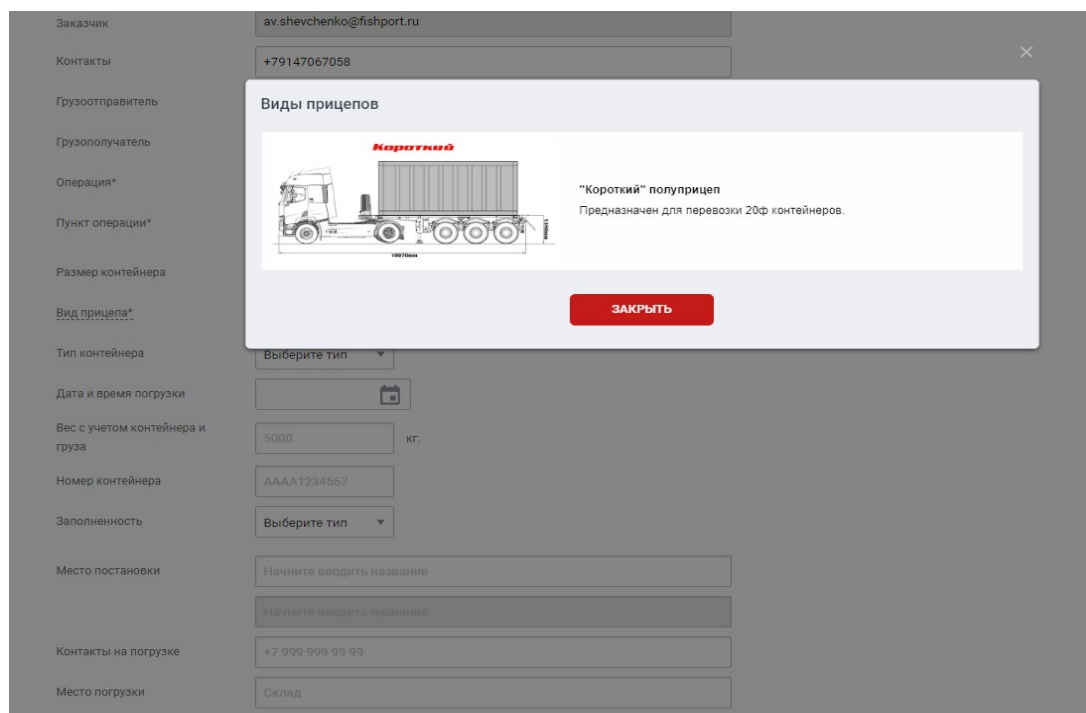 Заказчик
av.shevchenko@fishport.ru
Контакты
+79147067058
Грузоотправитель
Виды прицепов
Грузополучатель
Короткий
Операция*
"Короткий" полуприцеп
Предназначен для перевозки 20ф контейнеров.
Пункт операции*
Размер контейнера
Вид прицепа*
ЗАКРЫТЬ
Тип контейнера
Выберите тип
Дата и время погрузки
Вес с учетом контейнера и
груза
5000
кг.
Номер контейнера
AAAA1234567
Заполненность
Выберите тип
Место постановки
Начните вводить название
Начните вводить название
Контакты на погрузке
+7 999 999 99 99
Место погрузки
Склад